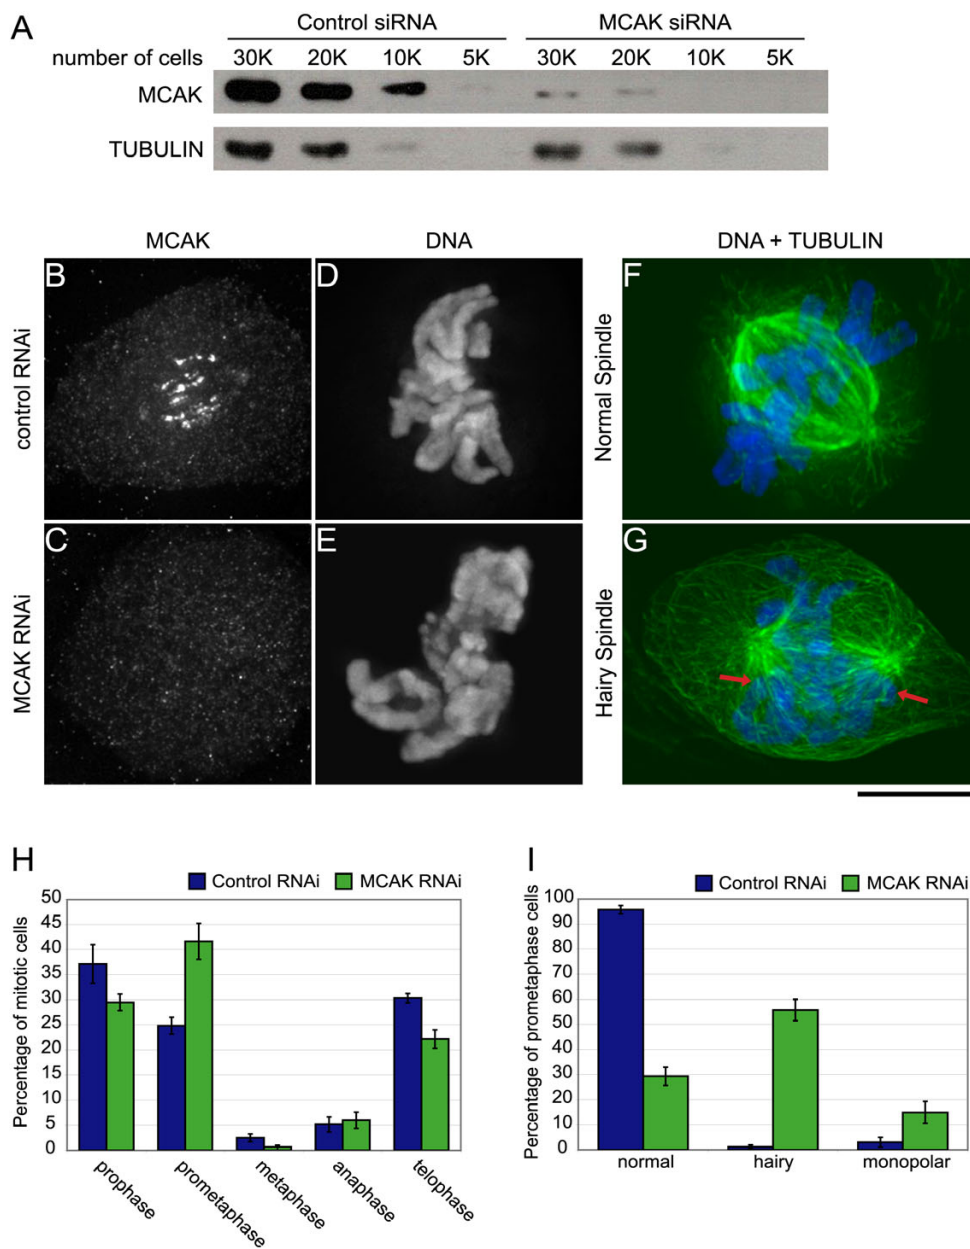 A
Control siRNA MCAK siRNA
number of cells 30K 20K 10K 5K 30K 20K 10K 5K
MCAK
TUBULIN
MCAK DNA DNA + TUBULIN
B D F
control RNAi
Normal Spindle
C E G
MCAK RNAi
Hairy Spindle
H
Control RNAi MCAK RNAi
Percentage of mitotic cells
50
45
40
35
30
25
20
15
10
5
0
prophase prometaphase metaphase anaphase telophase
I
Control RNAi MCAK RNAi
Percentage of prometaphase cells
100
90
80
70
60
50
40
30
20
10
0
normal hairy monopolar